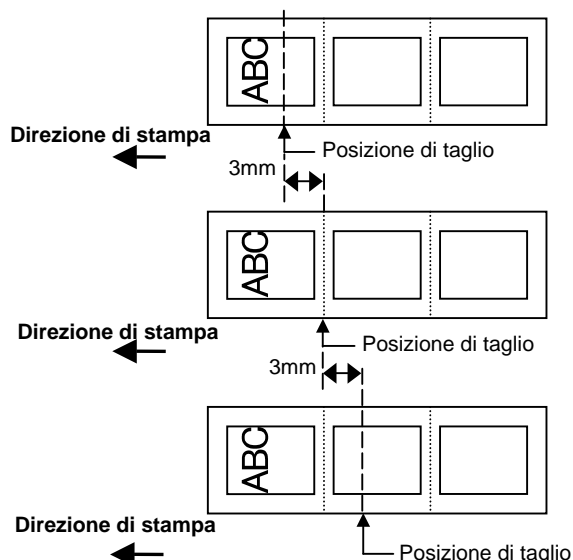 ABC
Direzione di stampa
Posizione di taglio
3mm
ABC
Direzione di stampa
Posizione di taglio
3mm
ABC
Direzione di stampa
Posizione di taglio